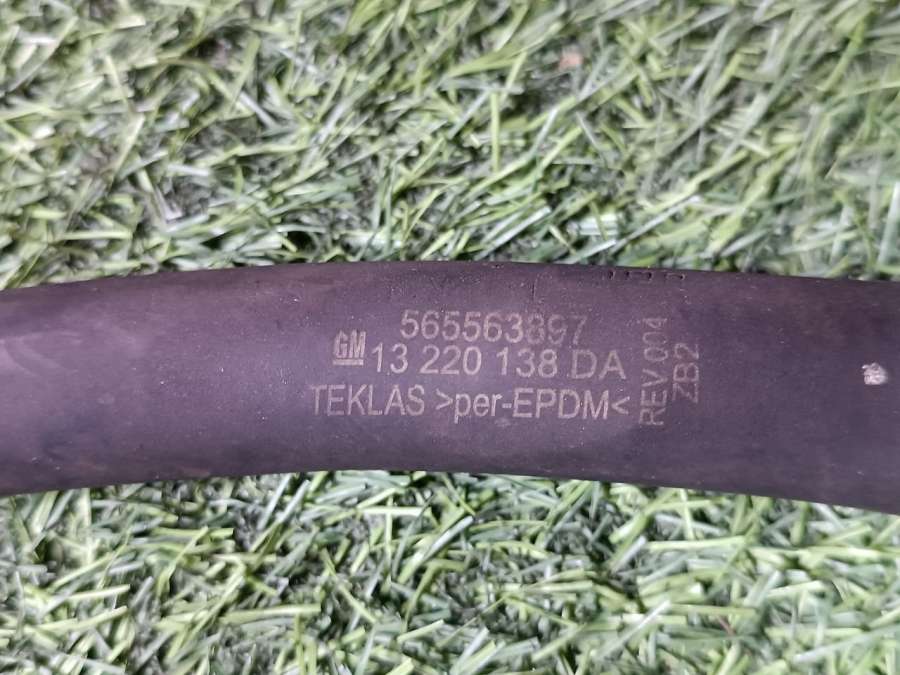 565563897
GM 13 220 138 DA
TEKLAS >per-EPDM<
REV.004
ZB2